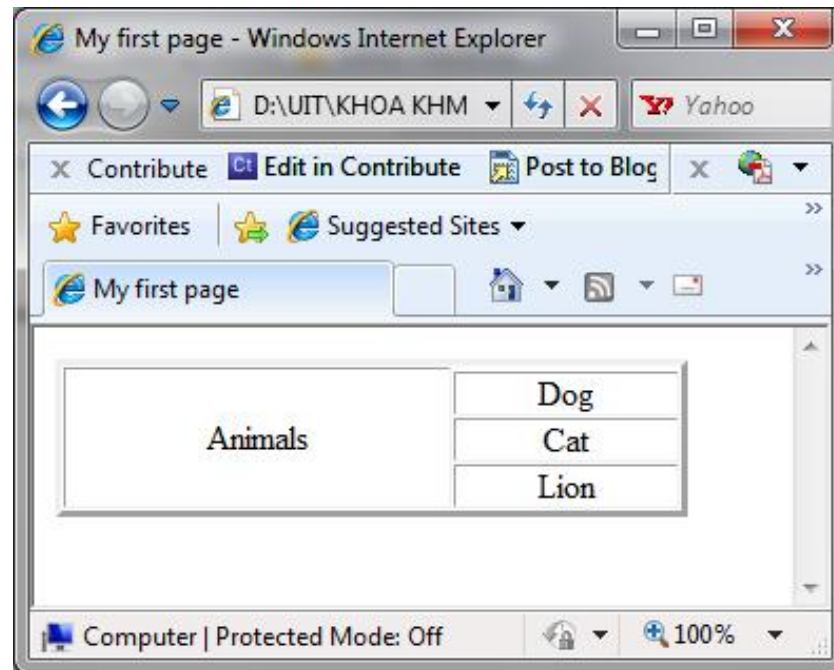 My first page - Windows Internet Explorer
D:\UIT\KHOA KHM Yahoo
Contribute Edit in Contribute Post to Blog
Favorites Suggested Sites
My first page
Animals
Dog
Cat
Lion
Computer | Protected Mode: Off 100%